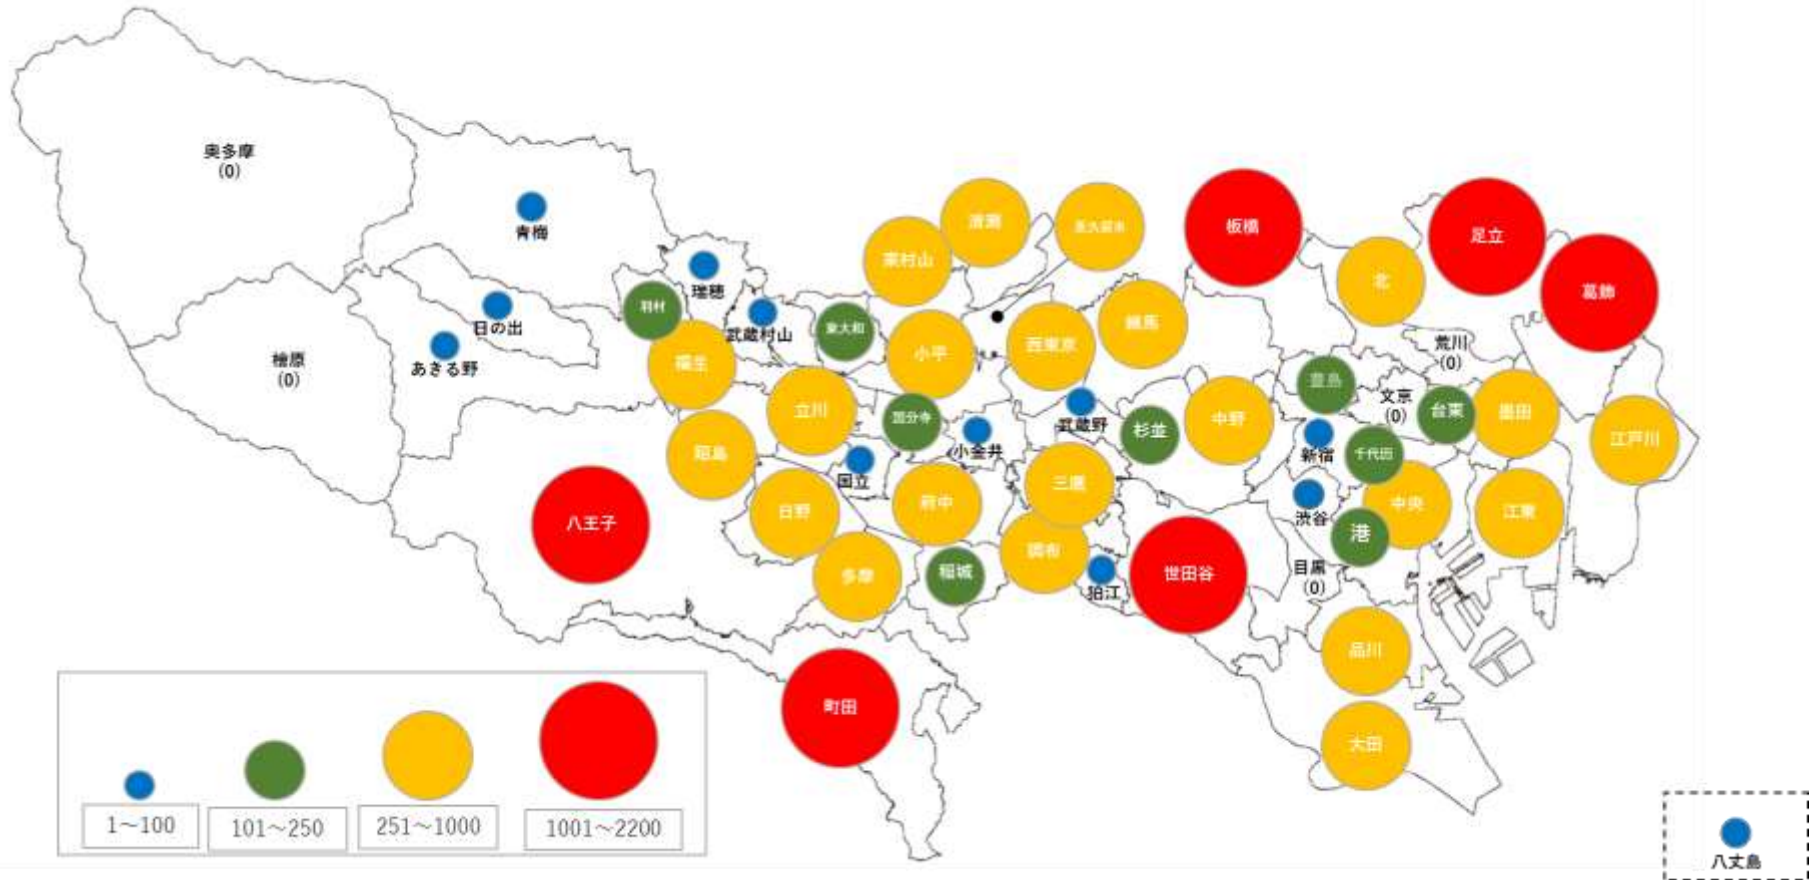 奥多摩
(0)
青梅
瑞穂
羽村
日の出
あきる野
檜原
(0)
武蔵村山
東大和
東村山
清瀬
東久留米
板橋
北
足立
葛飾
福生
小平
西東京
練馬
荒川
(0)
豊島
文京
(0)
台東
墨田
江戸川
立川
国分寺
小金井
武蔵野
杉並
中野
新宿
千代田
昭島
国立
八王子
日野
府中
三鷹
渋谷
中央
江東
港
多摩
稲城
調布
狛江
世田谷
目黒
(0)
町田
品川
大田
1～100
101～250
251～1000
1001～2200
八丈島